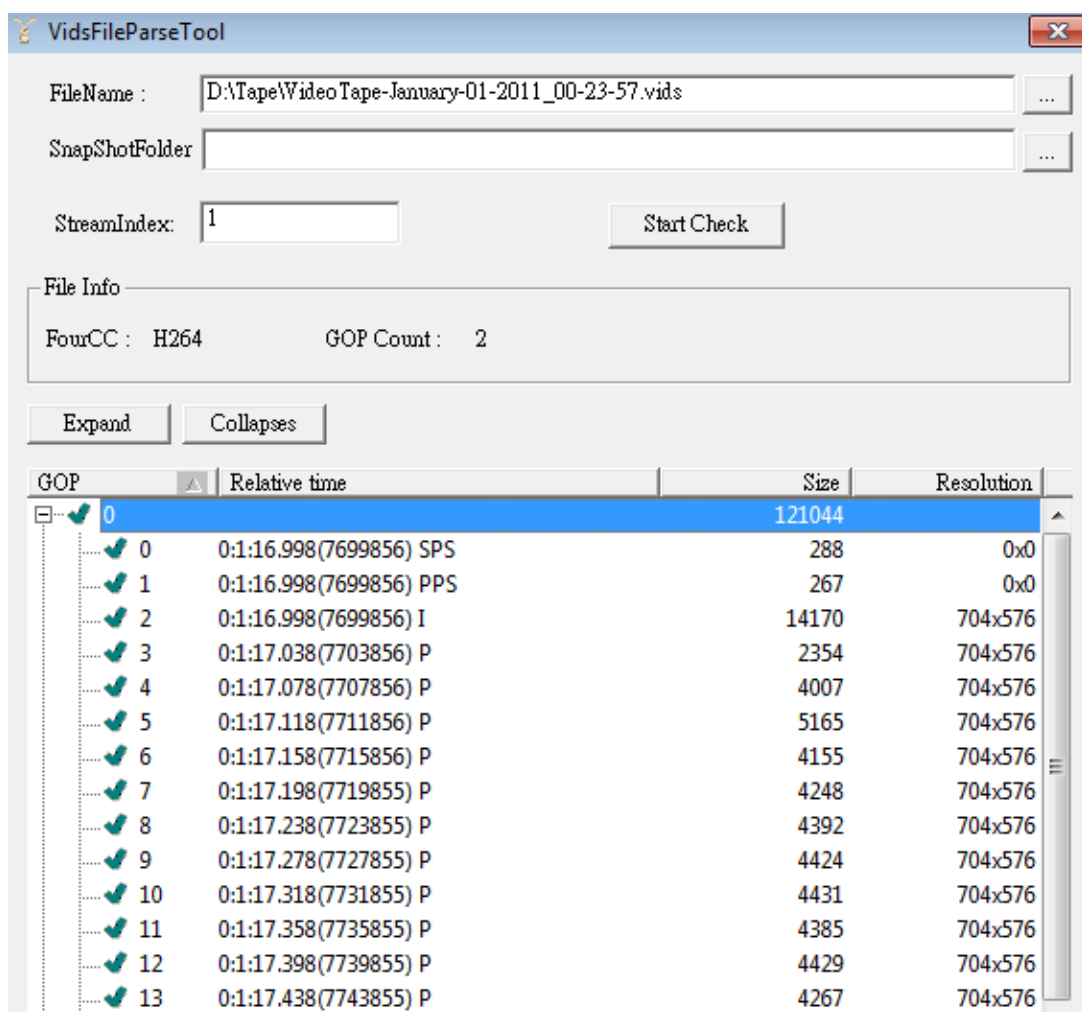 VidsFileParseTool
FileName : D:\Tape\VideoTape-January-01-2011_00-23-57.vids ...
SnapShotFolder ...
StreamIndex: 1 Start Check
File Info
FourCC : H264 GOP Count : 2
Expand Collapses
GOP Relative time Size Resolution
0 121044
0 0:1:16.998(7699856) SPS 288 0x0
1 0:1:16.998(7699856) PPS 267 0x0
2 0:1:16.998(7699856) I 14170 704x576
3 0:1:17.038(7703856) P 2354 704x576
4 0:1:17.078(7707856) P 4007 704x576
5 0:1:17.118(7711856) P 5165 704x576
6 0:1:17.158(7715856) P 4155 704x576
7 0:1:17.198(7719855) P 4248 704x576
8 0:1:17.238(7723855) P 4392 704x576
9 0:1:17.278(7727855) P 4424 704x576
10 0:1:17.318(7731855) P 4431 704x576
11 0:1:17.358(7735855) P 4385 704x576
12 0:1:17.398(7739855) P 4429 704x576
13 0:1:17.438(7743855) P 4267 704x576